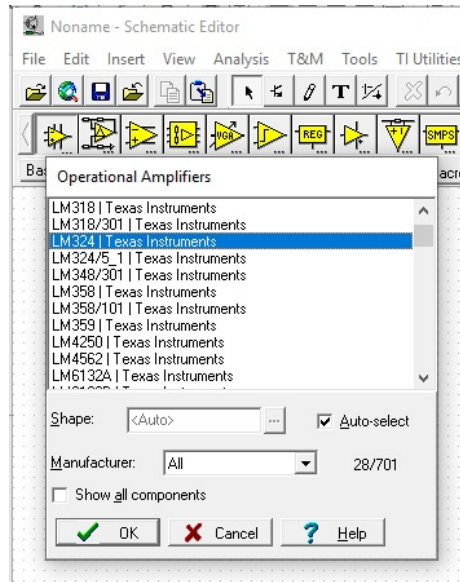 Noname - Schematic Editor
File Edit Insert View Analysis T&M Tools TI Utilities
T
VGA REG +1 SMPS
Ba acr
Operational Amplifiers
LM318 | Texas Instruments
LM318/301 | Texas Instruments
LM324 | Texas Instruments
LM324/5_1 | Texas Instruments
LM348/301 | Texas Instruments
LM358 | Texas Instruments
LM358/101 | Texas Instruments
LM359 | Texas Instruments
LM4250 | Texas Instruments
LM4562 | Texas Instruments
LM6132A | Texas Instruments
Shape: <Auto> ... Auto-select
Manufacturer: All 28/701
Show all components
OK Cancel ? Help